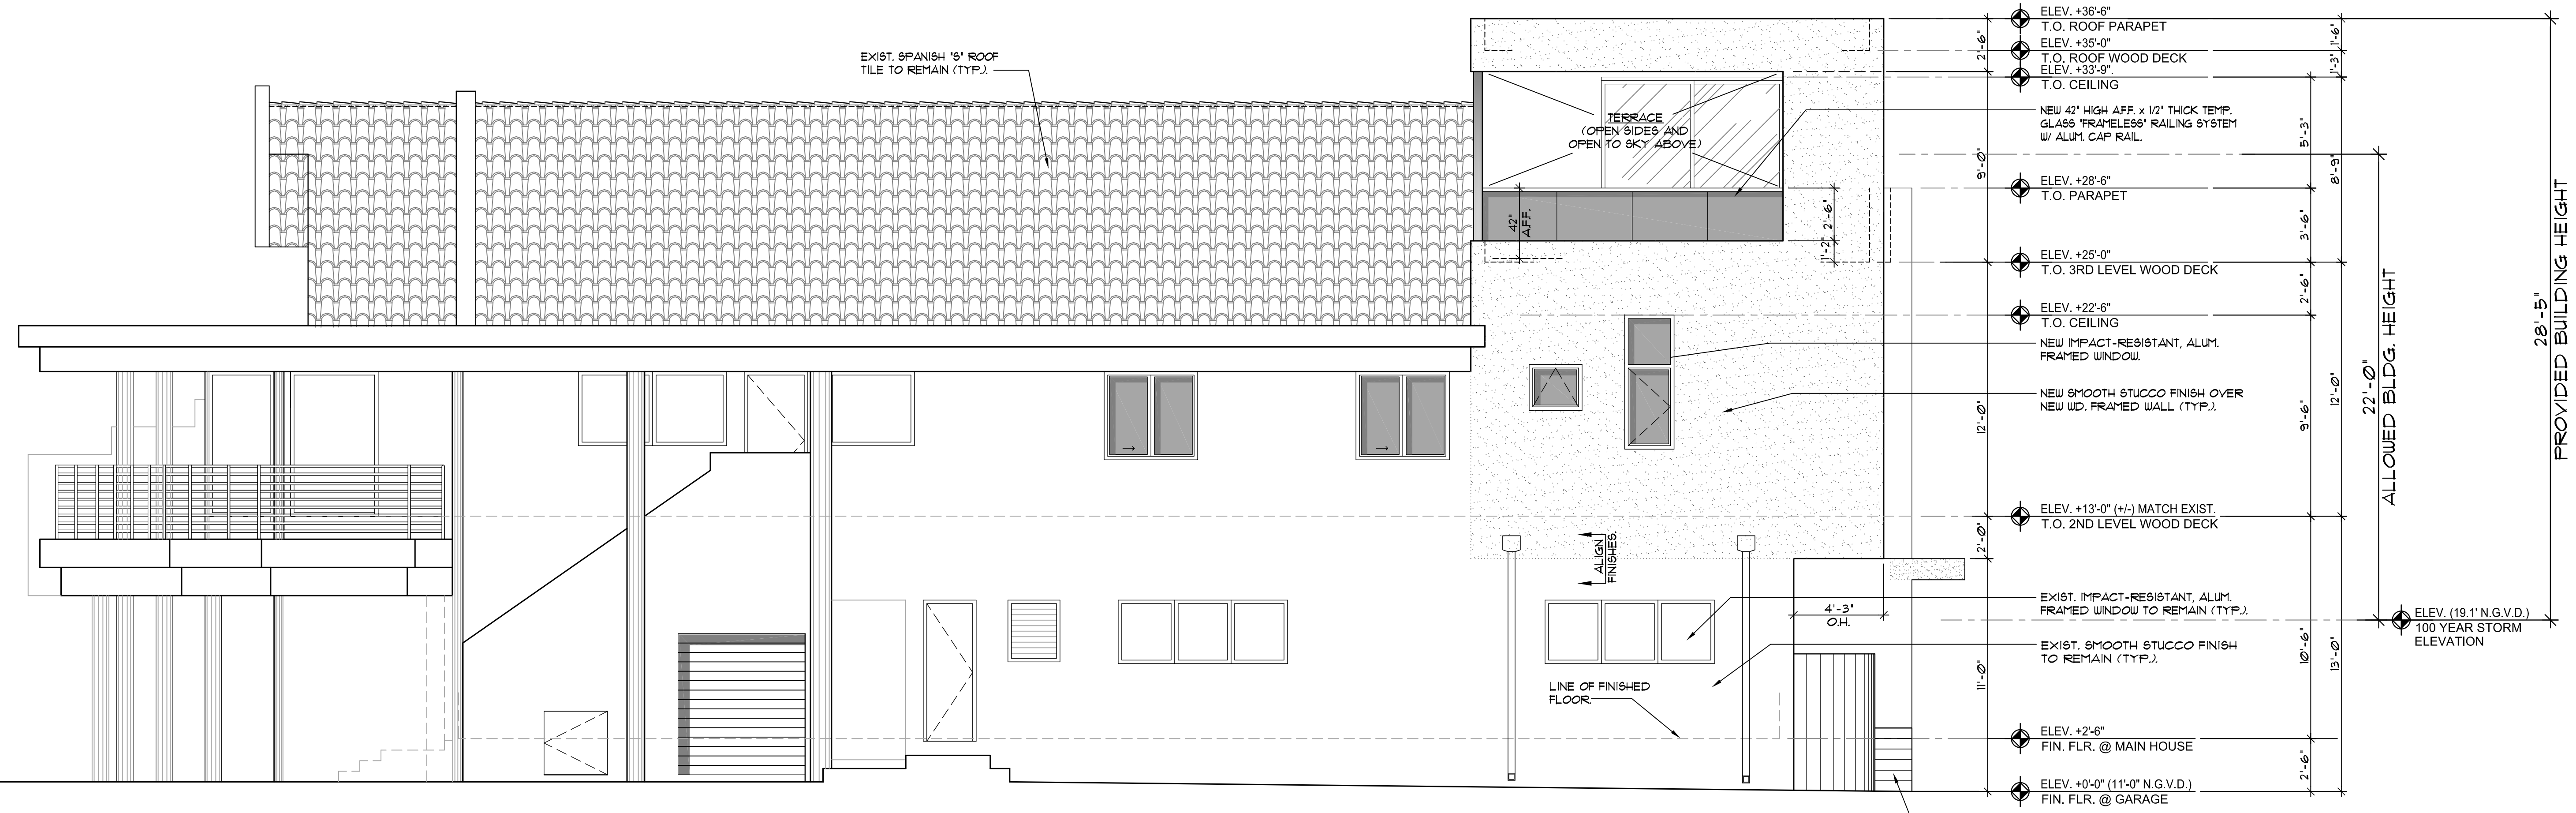 EXIST. SPANISH "S" ROOF
TILE TO REMAIN (TYP.).
TERRACE
(OPEN SIDES AND
OPEN TO SKY ABOVE)
42"
A.F.F.
2'-6"
1'-2"
ALIGN
FINISHES.
LINE OF FINISHED
FLOOR.
4'-3"
O.H.
2'-6"
9'-0"
12'-0"
2'-0"
11'-0"
ELEV. +36'-6"
T.O. ROOF PARAPET
ELEV. +35'-0"
T.O. ROOF WOOD DECK
ELEV. +33'-9".
T.O. CEILING
NEW 42" HIGH A.F.F. x 1/2" THICK TEMP.
GLASS "FRAMELESS" RAILING SYSTEM
W/ ALUM. CAP RAIL.
ELEV. +28'-6"
T.O. PARAPET
ELEV. +25'-0"
T.O. 3RD LEVEL WOOD DECK
ELEV. +22'-6"
T.O. CEILING
NEW IMPACT-RESISTANT, ALUM.
FRAMED WINDOW.
NEW SMOOTH STUCCO FINISH OVER
NEW WD. FRAMED WALL (TYP.).
ELEV. +13'-0" (+/-) MATCH EXIST.
T.O. 2ND LEVEL WOOD DECK
EXIST. IMPACT-RESISTANT, ALUM.
FRAMED WINDOW TO REMAIN (TYP.).
EXIST. SMOOTH STUCCO FINISH
TO REMAIN (TYP.).
ELEV. +2'-6"
FIN. FLR. @ MAIN HOUSE
ELEV. +0'-0" (11'-0" N.G.V.D.)
FIN. FLR. @ GARAGE
5'-3"
3'-6"
2'-6"
9'-6"
10'-6"
2'-6"
1'-6"
1'-3"
8'-9"
12'-0"
13'-0"
22'-0"
ALLOWED BLDG. HEIGHT
ELEV. (19.1' N.G.V.D.)
100 YEAR STORM
ELEVATION
28'-5"
PROVIDED BUILDING HEIGHT